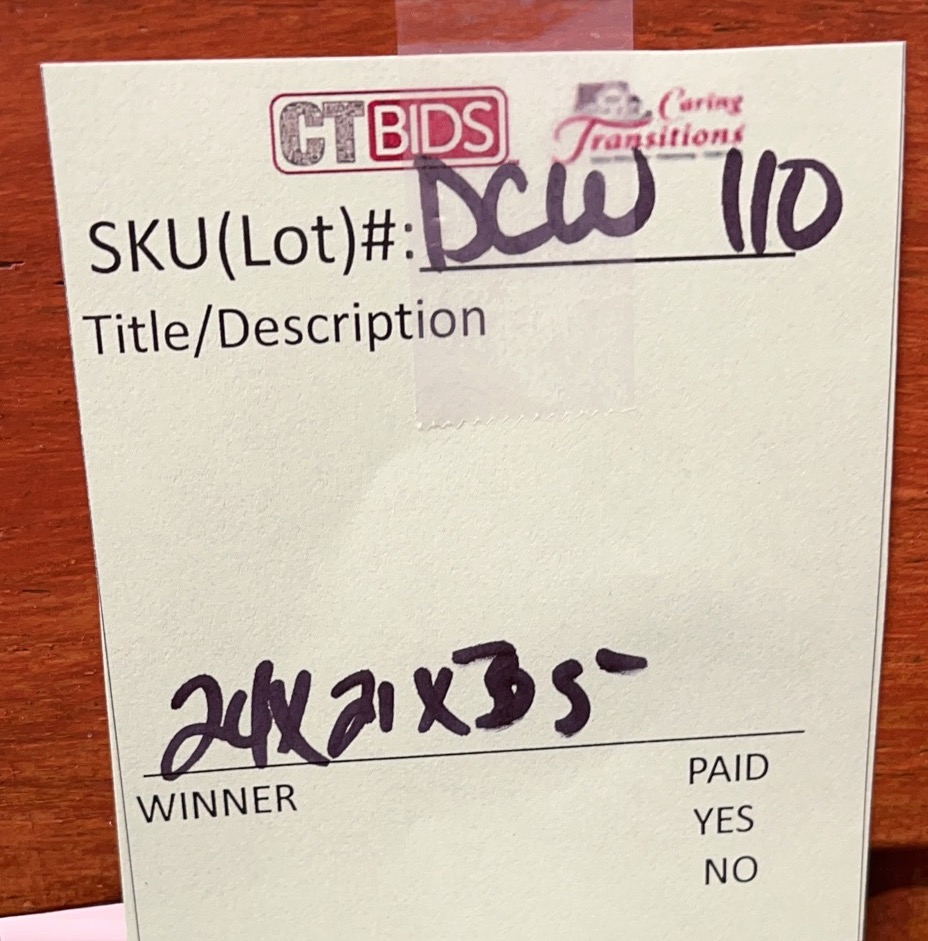 CTBIDS Caring Transitions
SKU(Lot)#: DCW 110
Title/Description
24x21x35
WINNER PAID
YES
NO